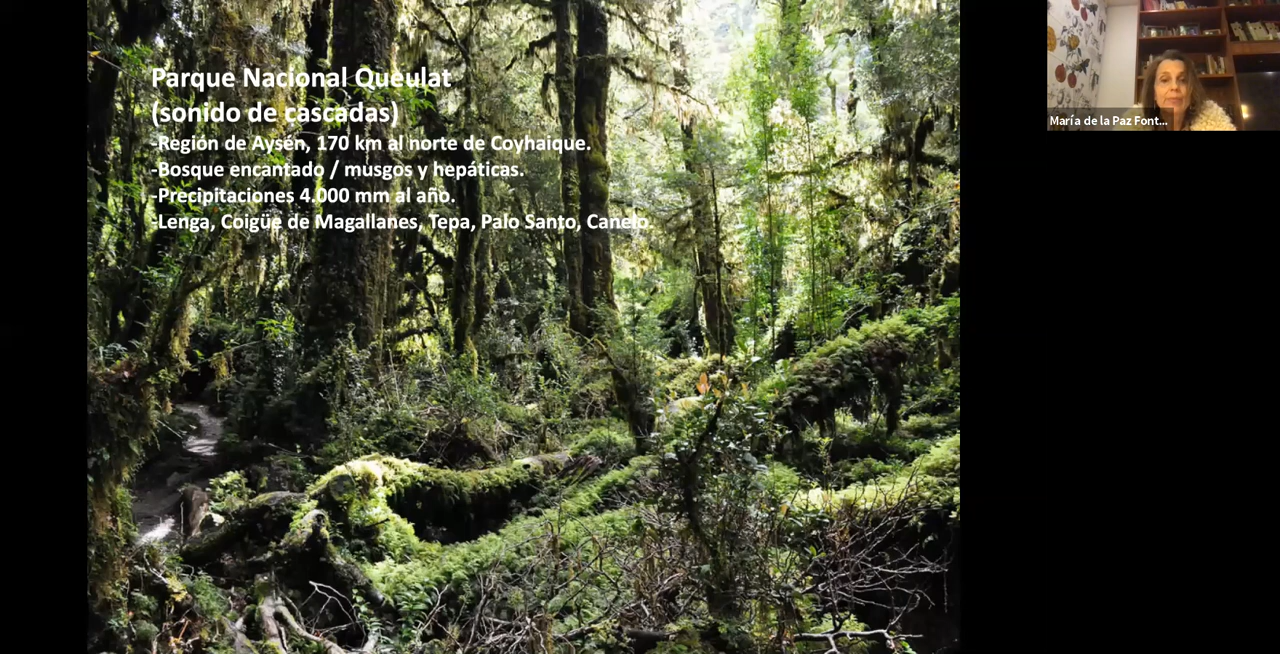 Parque Nacional Queulat
(sonido de cascadas)
-Región de Aysén, 170 km al norte de Coyhaique.
-Bosque encantado / musgos y hepáticas.
-Precipitaciones 4.000 mm al año.
-Lenga, Coigüe de Magallanes, Tepa, Palo Santo, Canelo.
María de la Paz Font...